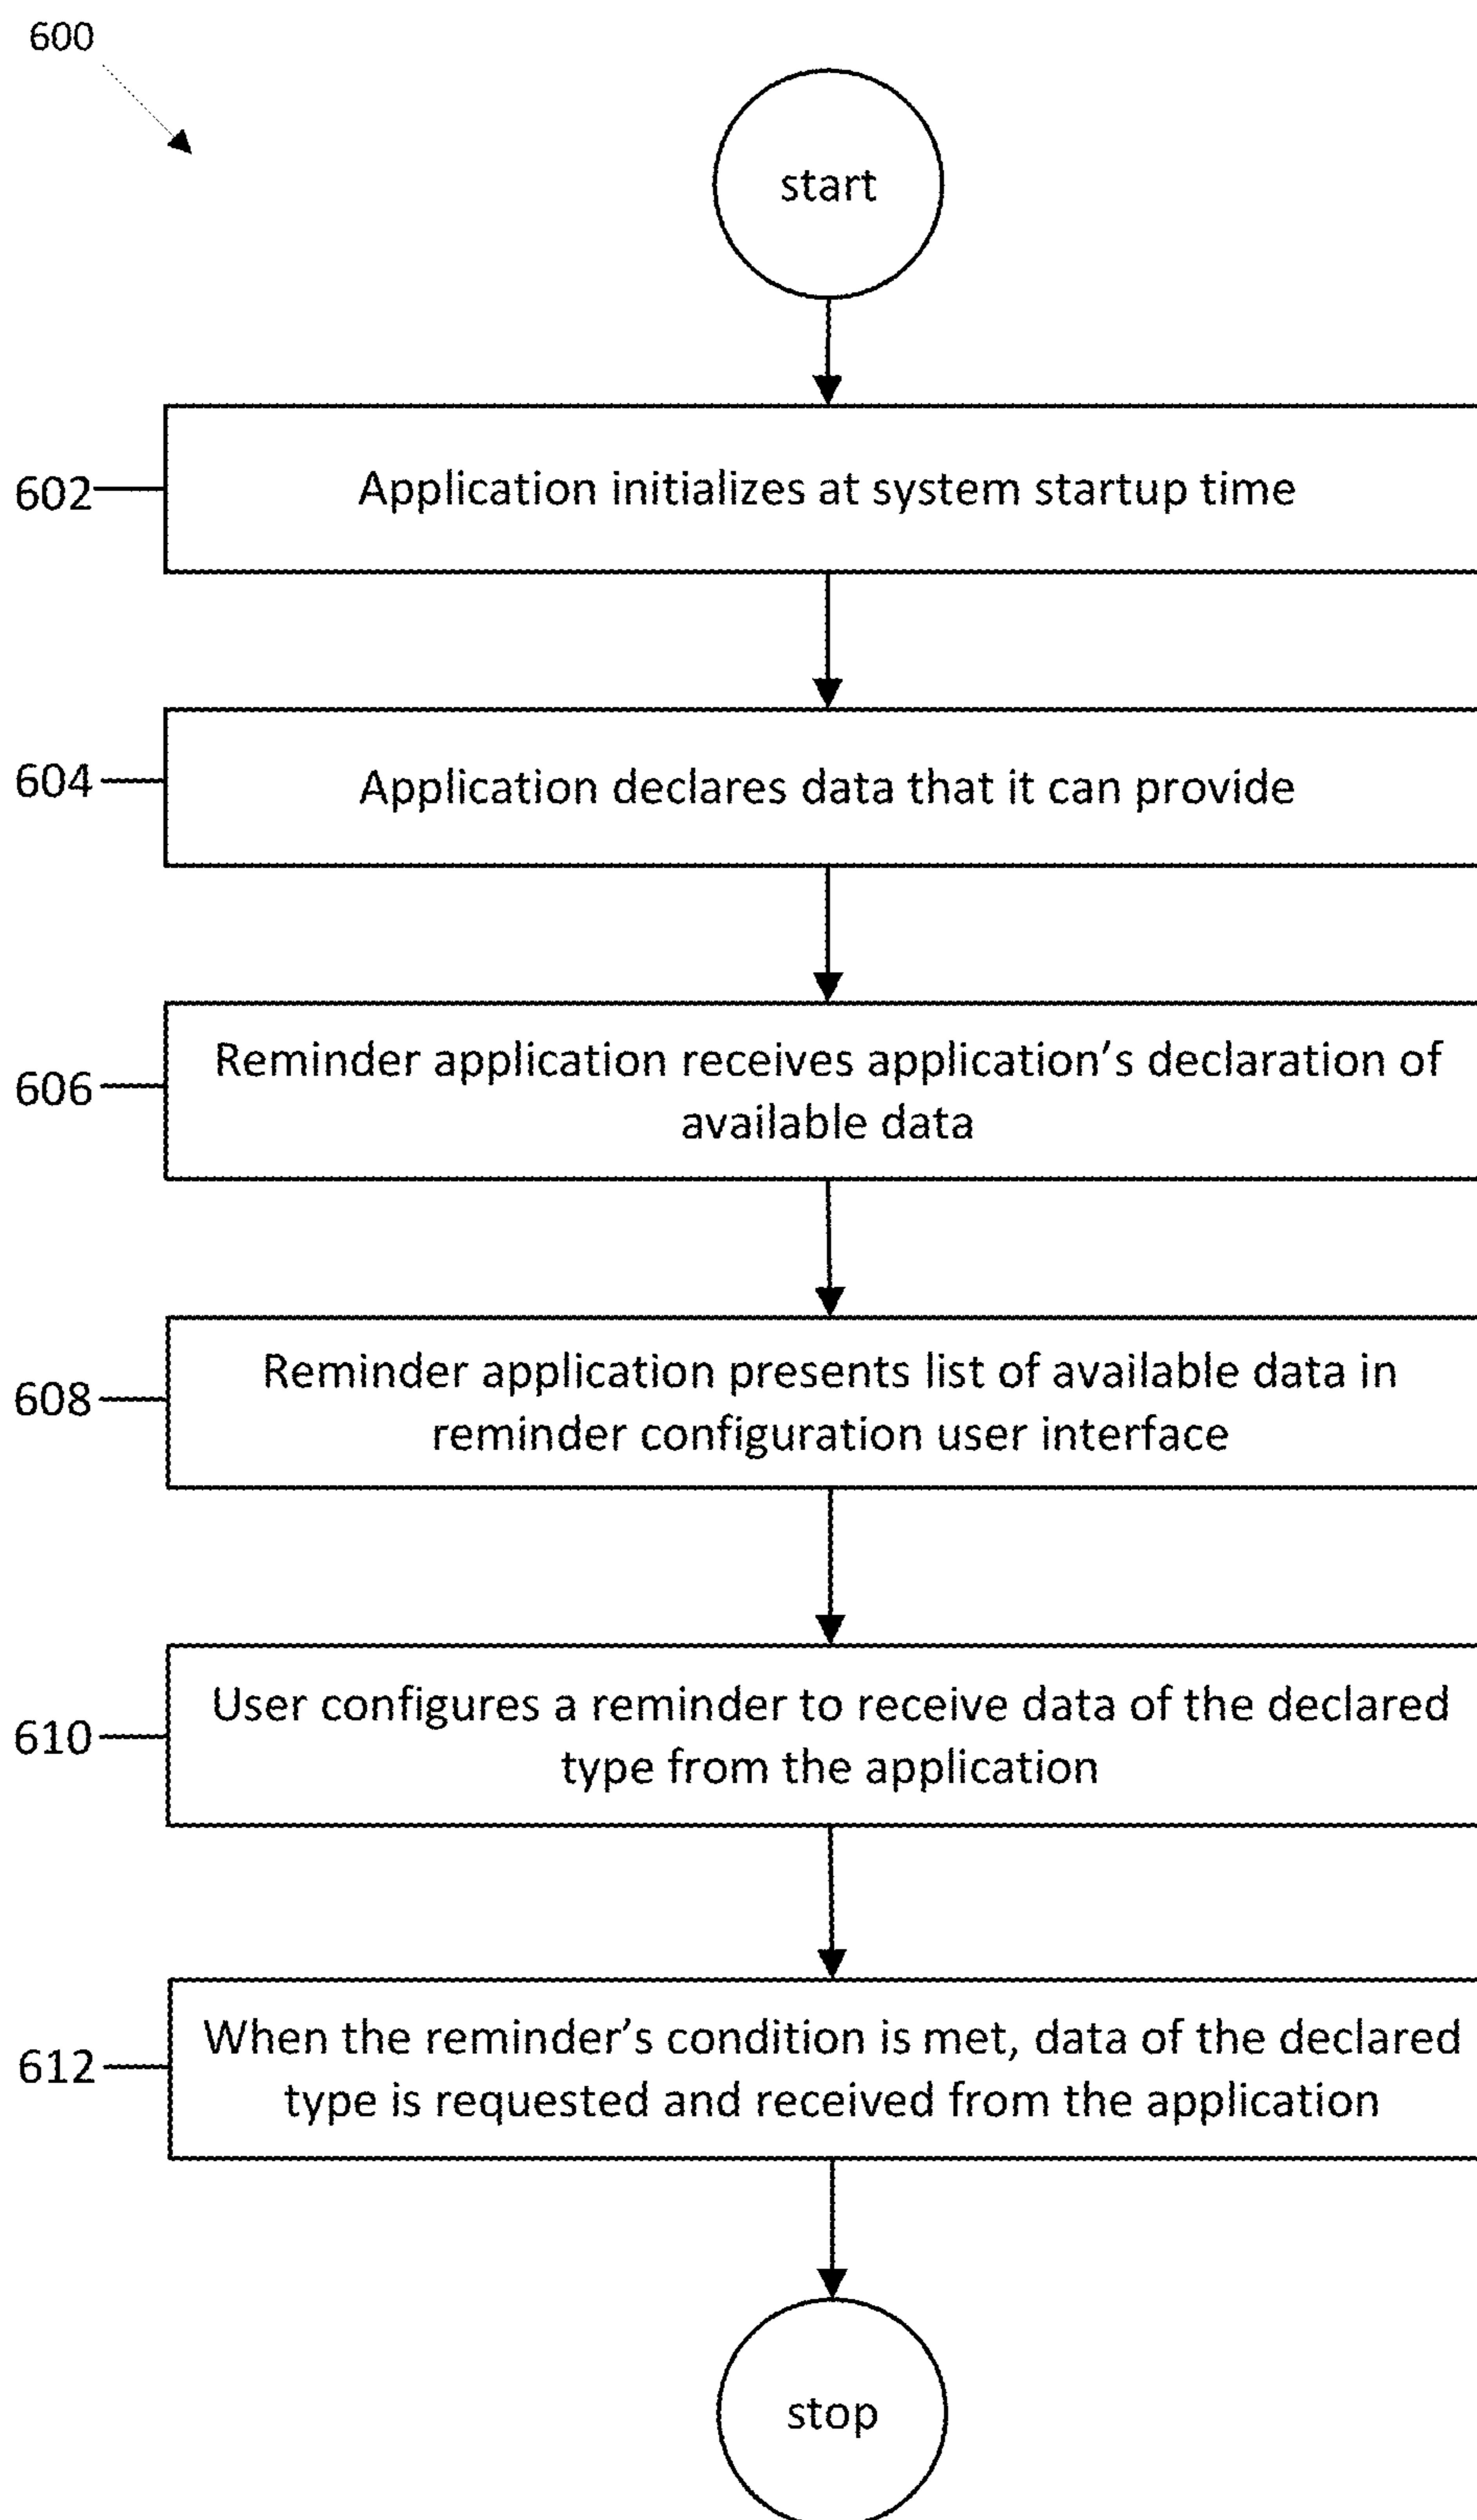 600
start
602
Application initializes at system startup time
604
Application declares data that it can provide
606
Reminder application receives application's declaration of
available data
608
Reminder application presents list of available data in
reminder configuration user interface
610
User configures a reminder to receive data of the declared
type from the application
612
When the reminder's condition is met, data of the declared
type is requested and received from the application
stop